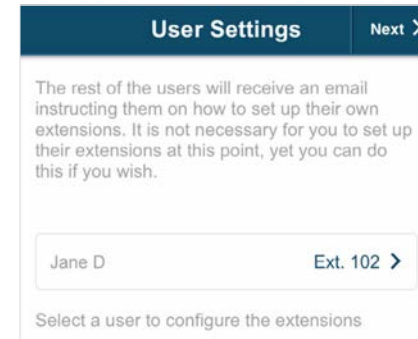 User Settings
Next
The rest of the users will receive an email
instructing them on how to set up their own
extensions. It is not necessary for you to set up
their extensions at this point, yet you can do
this if you wish.
Jane D
Ext. 102
Select a user to configure the extensions